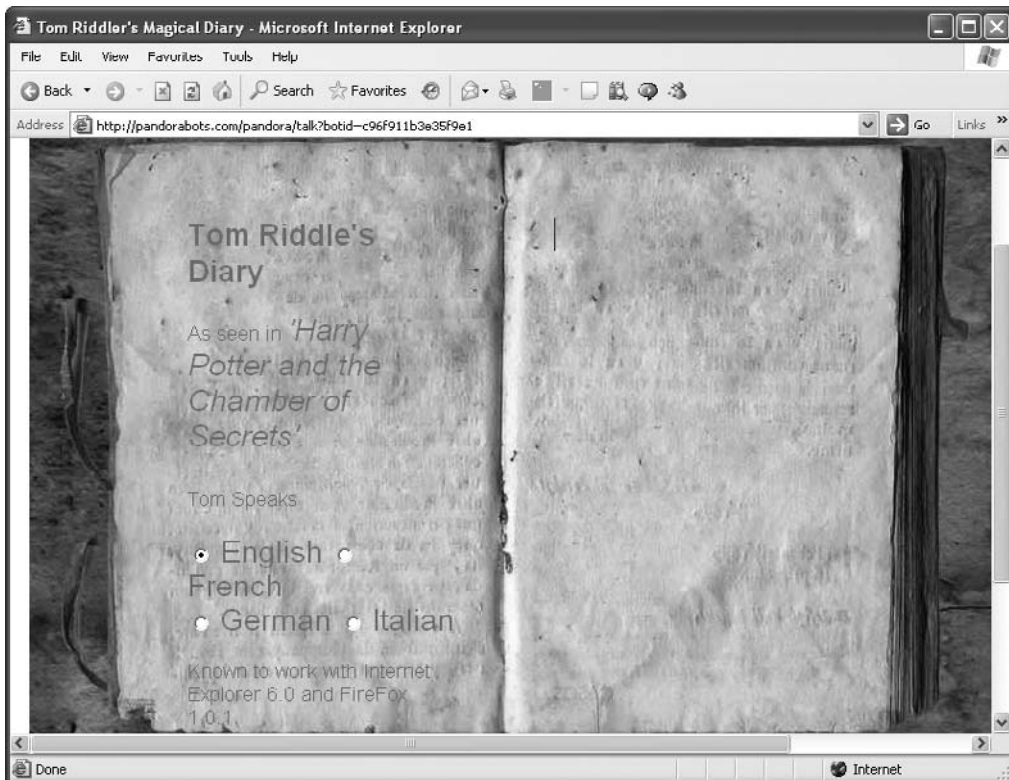 Tom Riddler's Magical Diary - Microsoft Internet Explorer
File Edit View Favorites Tools Help
Back Search Favorites
Address http://pandorabots.com/pandora/talk?botid=c96f911b3e35f9e1 Go Links »
Tom Riddle's
Diary
As seen in 'Harry
Potter and the
Chamber of
Secrets'.
Tom Speaks
English
French
German Italian
Known to work with Internet
Explorer 6.0 and FireFox
1.0.1.
Done Internet